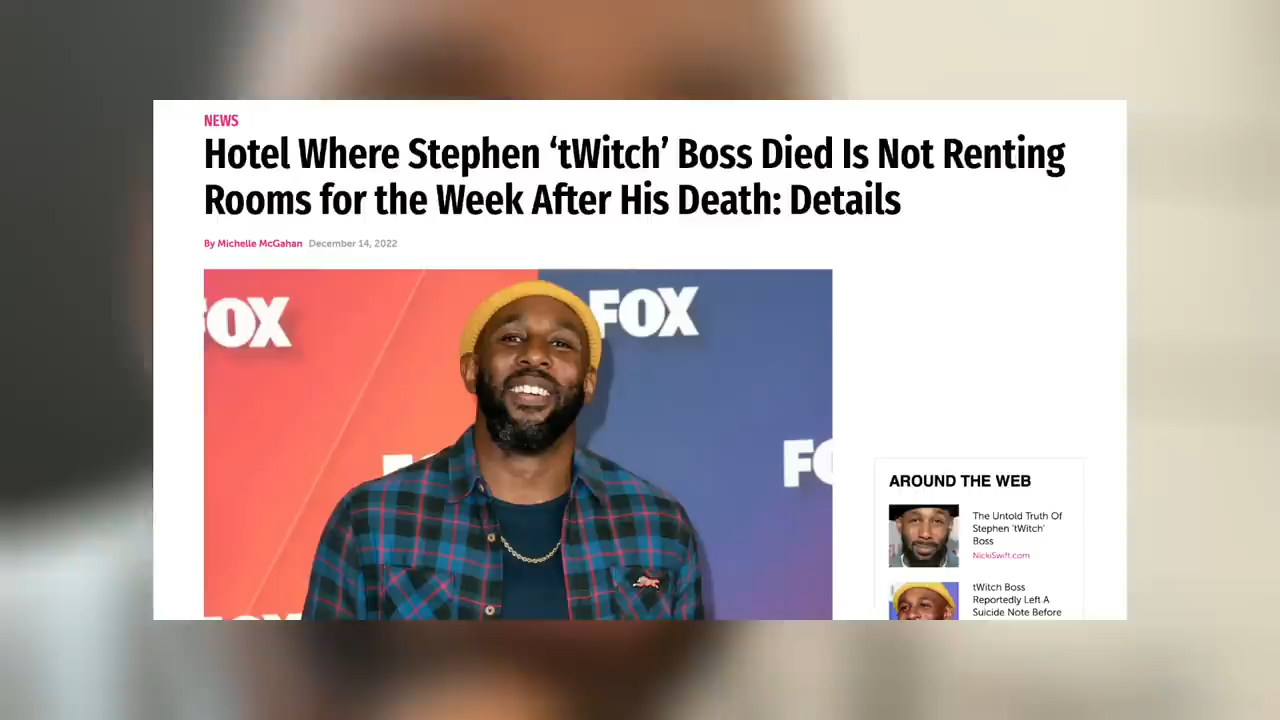 NEWS
Hotel Where Stephen ‘tWitch’ Boss Died Is Not Renting
Rooms for the Week After His Death: Details
By Michelle McGahan December 14, 2022
FOX
FOX
AROUND THE WEB
The Untold Truth Of
Stephen 'tWitch'
Boss
NickiSwift.com
tWitch Boss
Reportedly Left A
Suicide Note Before